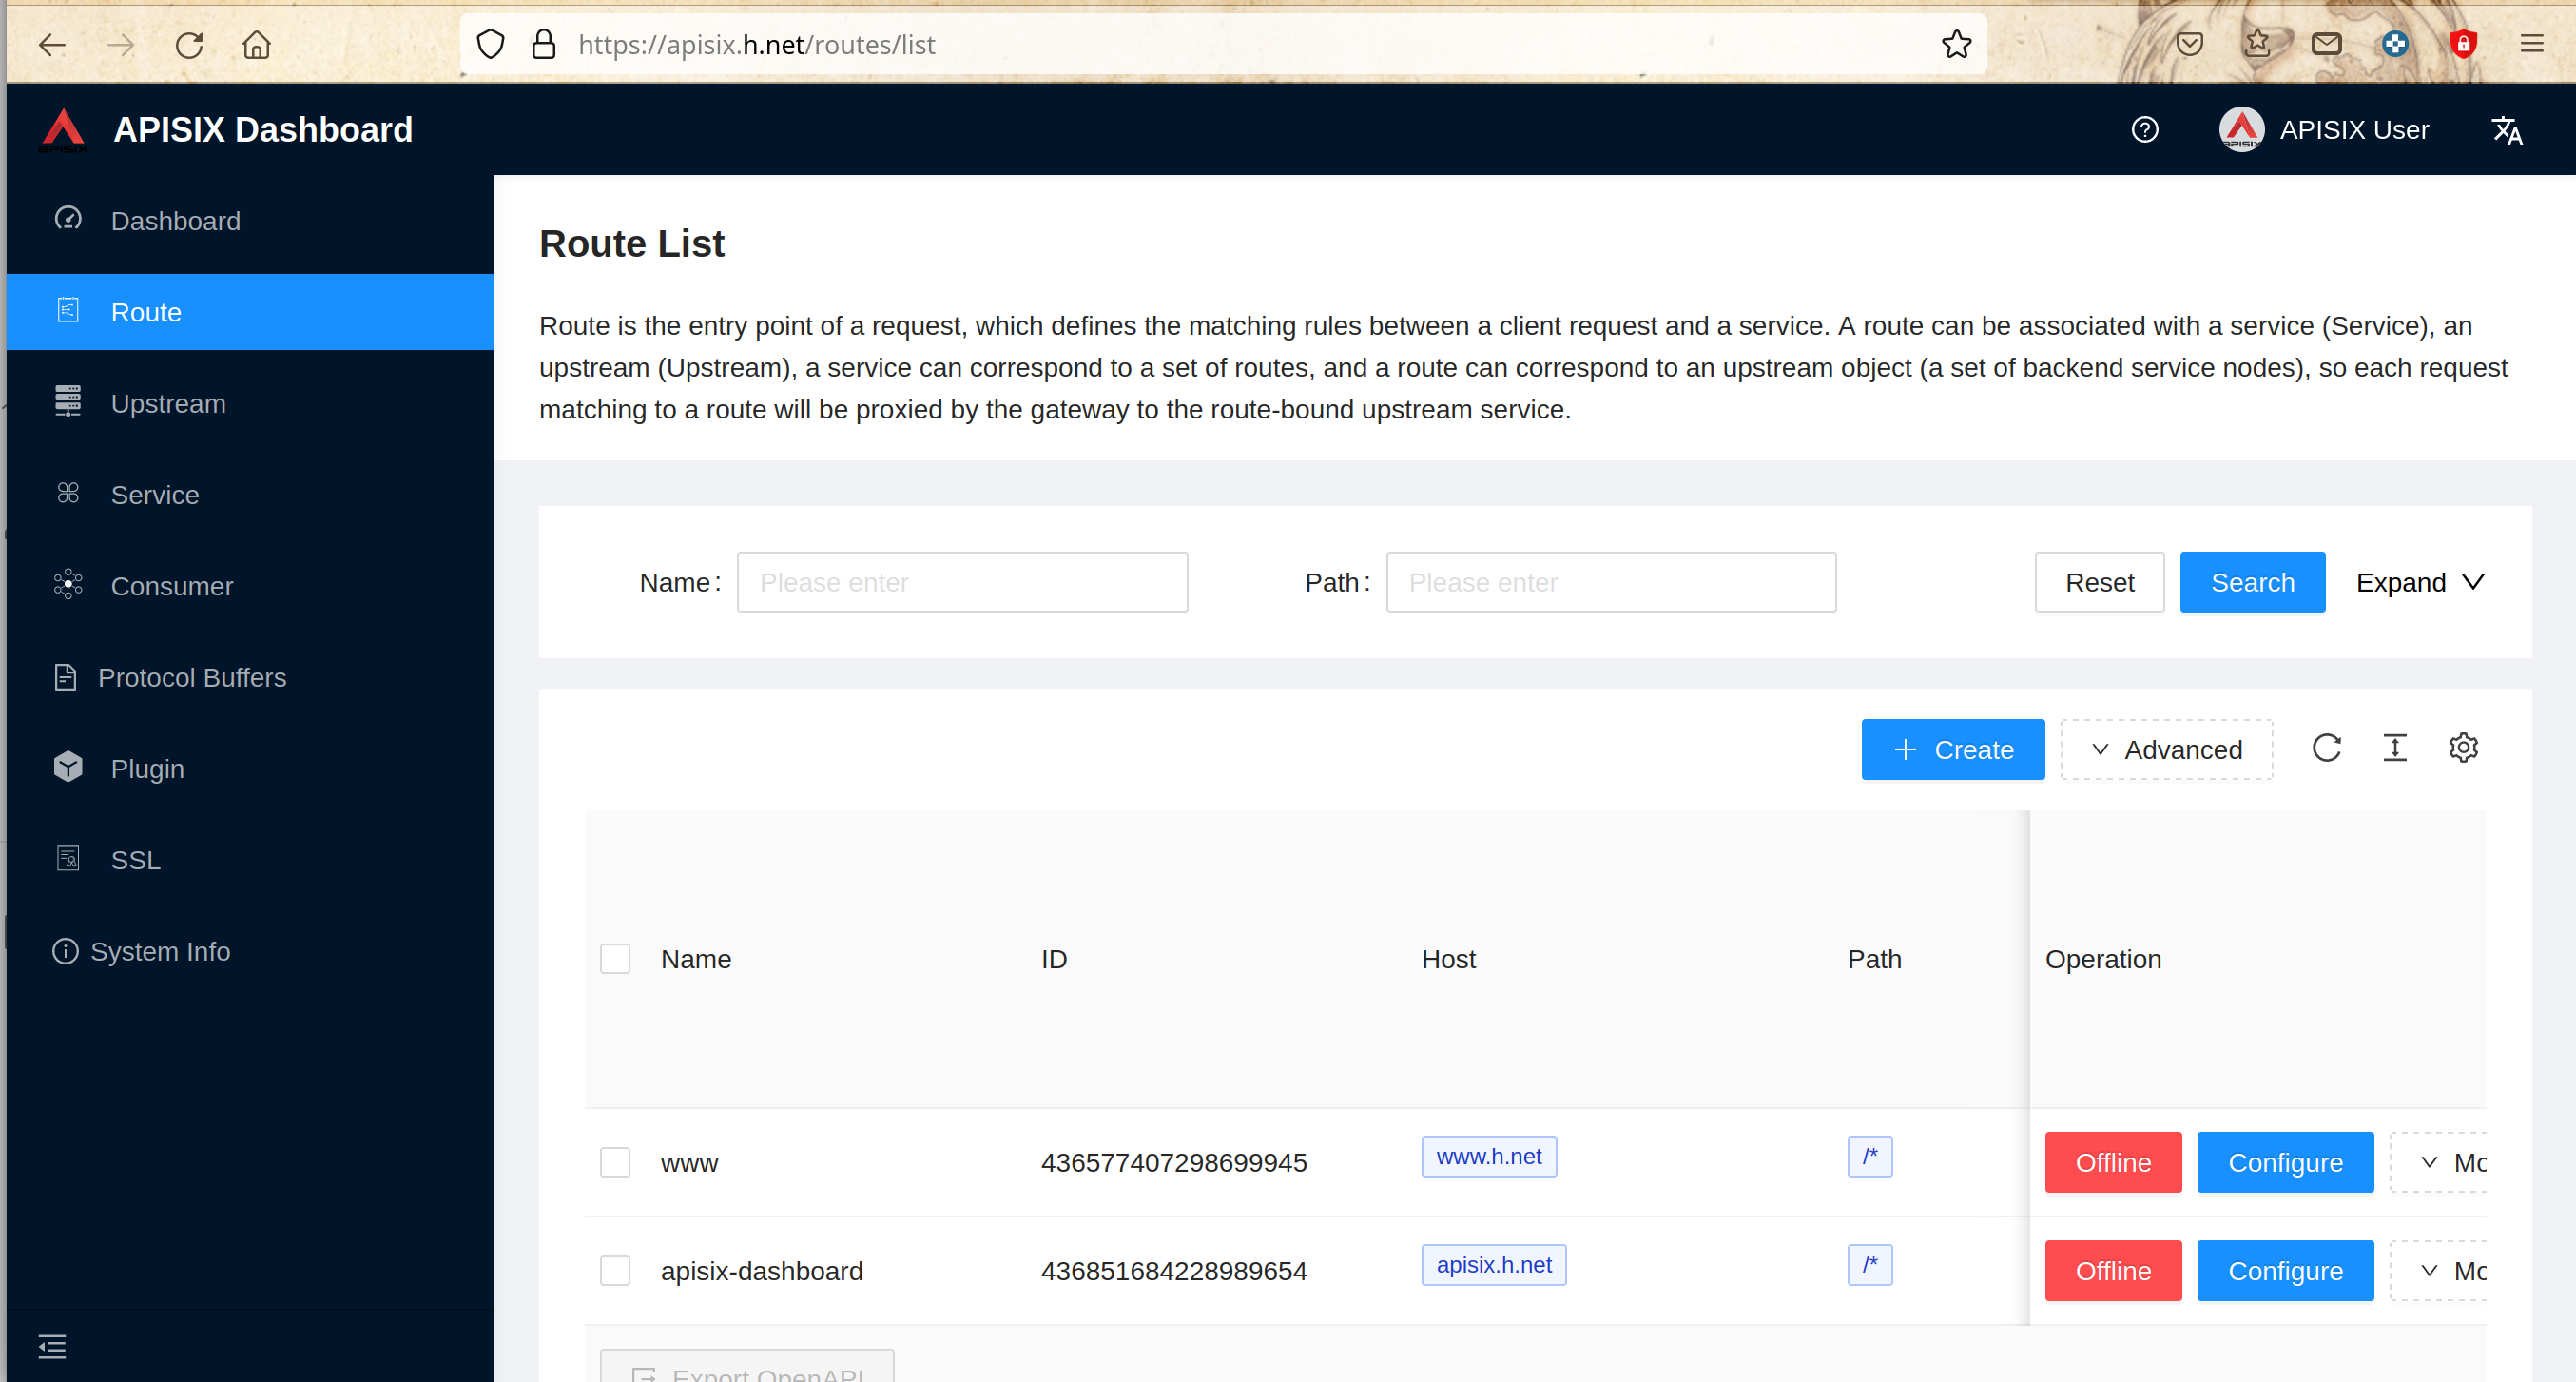 https://apisix.h.net/routes/list
APISIX Dashboard
APISIX User
Dashboard
Route
Upstream
Service
Consumer
Protocol Buffers
Plugin
SSL
System Info
Route List
Route is the entry point of a request, which defines the matching rules between a client request and a service. A route can be associated with a service (Service), an
upstream (Upstream), a service can correspond to a set of routes, and a route can correspond to an upstream object (a set of backend service nodes), so each request
matching to a route will be proxied by the gateway to the route-bound upstream service.
Name : Please enter Path : Please enter Reset Search Expand
Create Advanced
Name ID Host Path Operation
www 436577407298699945 www.h.net /* Offline Configure
apisix-dashboard 436851684228989654 apisix.h.net /* Offline Configure
Export OpenAPI